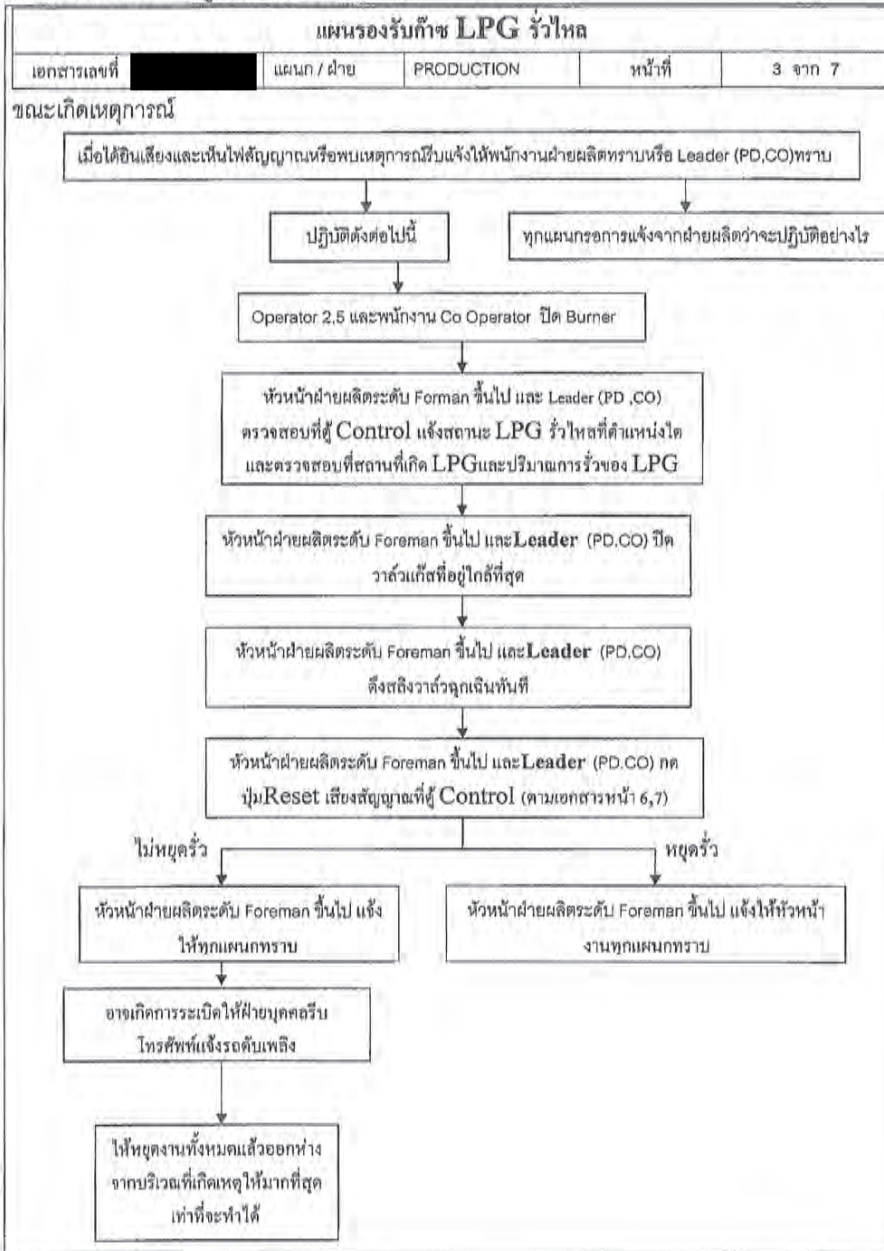 แผนรองรับก๊าซ LPG รั่วไหล
เอกสารเลขที่ แผนก / ฝ่าย PRODUCTION หน้าที่ 3 จาก 7
ขณะเกิดเหตุการณ์
เมื่อได้ยินเสียงและเห็นไฟสัญญาณหรือพบเหตุการณ์รีบแจ้งให้พนักงานฝ่ายผลิตทราบหรือ Leader (PD,CO)ทราบ
ปฏิบัติดังต่อไปนี้ ทุกแผนกรอการแจ้งจากฝ่ายผลิตว่าจะปฏิบัติอย่างไร
Operator 2,5 และพนักงาน Co Operator ปิด Burner
หัวหน้าฝ่ายผลิตระดับ Forman ขึ้นไป และ Leader (PD ,CO)
ตรวจสอบที่ตู้ Control แจ้งสถานะ LPG รั่วไหลที่ตำแหน่งใด
และตรวจสอบที่สถานที่เกิด LPGและปริมาณการรั่วของ LPG
หัวหน้าฝ่ายผลิตระดับ Foreman ขึ้นไป และLeader (PD,CO) ปิด
วาล์วแก๊สที่อยู่ใกล้ที่สุด
หัวหน้าฝ่ายผลิตระดับ Foreman ขึ้นไป และLeader (PD,CO)
ดึงสลิงวาล์วฉุกเฉินทันที
หัวหน้าฝ่ายผลิตระดับ Foreman ขึ้นไป และLeader (PD.CO) กด
ปุ่มReset เสียงสัญญาณที่ตู้ Control (ตามเอกสารหน้า 6,7)
ไม่หยุดรั่ว หยุดรั่ว
หัวหน้าฝ่ายผลิตระดับ Foreman ขึ้นไป แจ้ง
ให้ทุกแผนกทราบ
หัวหน้าฝ่ายผลิตระดับ Foreman ขึ้นไป แจ้งให้หัวหน้า
งานทุกแผนกทราบ
อาจเกิดการระเบิดให้ฝ่ายบุคคลรีบ
โทรศัพท์แจ้งรถดับเพลิง
ให้หยุดงานทั้งหมดแล้วออกห่าง
จากบริเวณที่เกิดเหตุให้มากที่สุด
เท่าที่จะทำได้